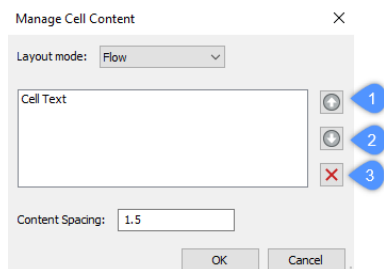 Manage Cell Content
Layout mode: Flow
Cell Text
1
2
3
Content Spacing: 1.5
OK Cancel